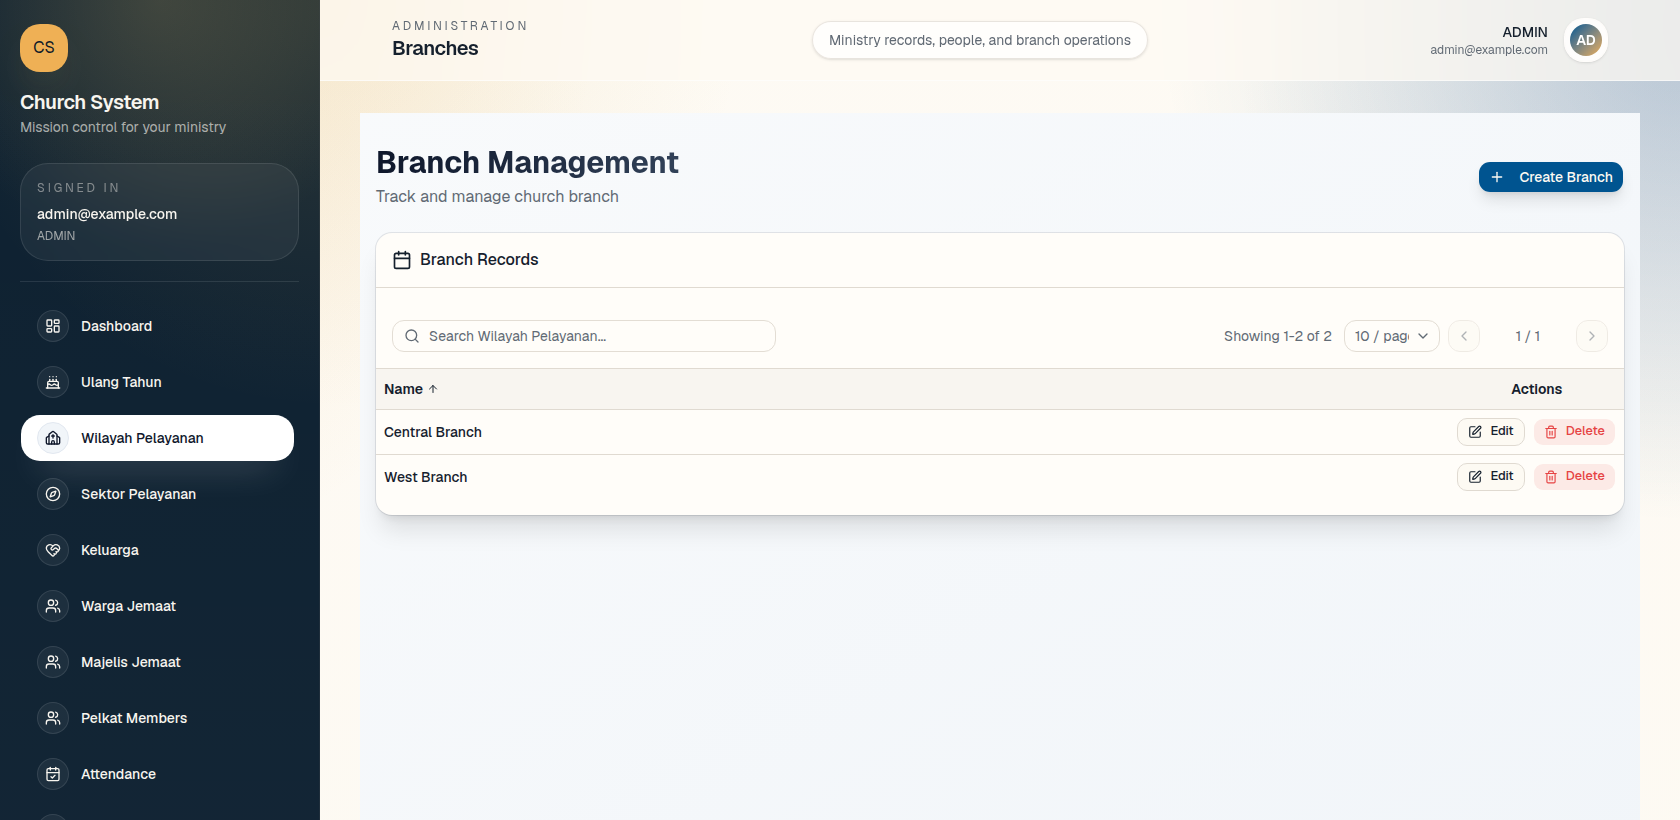 CS
Church System
Mission control for your ministry
SIGNED IN
admin@example.com
ADMIN
Dashboard
Ulang Tahun
Wilayah Pelayanan
Sektor Pelayanan
Keluarga
Warga Jemaat
Majelis Jemaat
Pelkat Members
Attendance
ADMINISTRATION
Branches
Ministry records, people, and branch operations
ADMIN
admin@example.com
AD
Branch Management
Track and manage church branch
Create Branch
Branch Records
Search Wilayah Pelayanan...
Showing 1-2 of 2
10 / pag
1 / 1
Name
Actions
Central Branch
Edit
Delete
West Branch
Edit
Delete